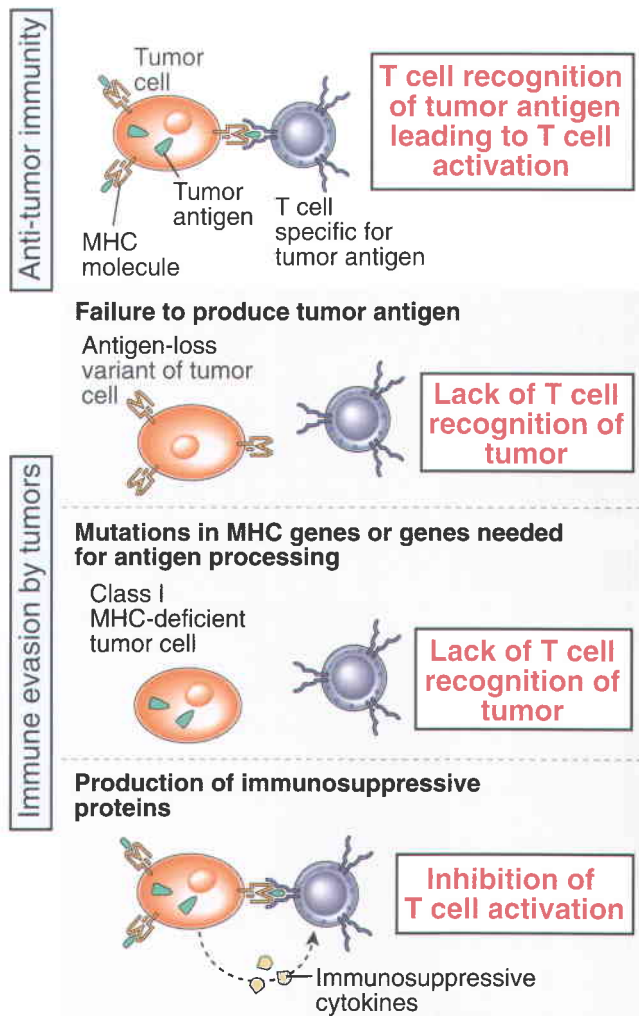 Anti-tumor immunity
Tumor
cell
T cell recognition
of tumor antigen
leading to T cell
activation
Tumor
antigen
MHC
molecule
T cell
specific for
tumor antigen
Immune evasion by tumors
Failure to produce tumor antigen
Antigen-loss
variant of tumor
cell
Lack of T cell
recognition of
tumor
Mutations in MHC genes or genes needed
for antigen processing
Class I
MHC-deficient
tumor cell
Lack of T cell
recognition of
tumor
Production of immunosuppressive
proteins
Inhibition of
T cell activation
Immunosuppressive
cytokines